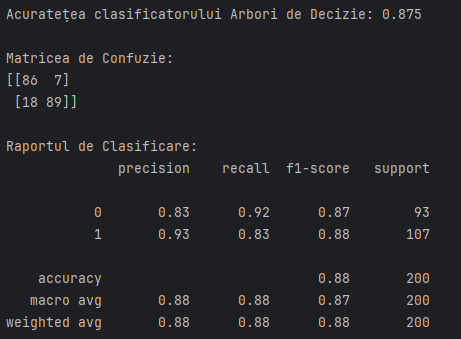 Acuratețea clasificatorului Arbori de Decizie: 0.875
Matricea de Confuzie:
[[86  7]
 [18 89]]
Raportul de Clasificare:
              precision    recall  f1-score   support
           0       0.83      0.92      0.87        93
           1       0.93      0.83      0.88       107
    accuracy                           0.88       200
   macro avg       0.88      0.88      0.87       200
weighted avg       0.88      0.88      0.88       200